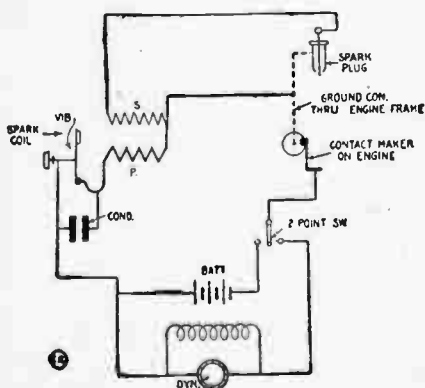 SPARK
PLUG
S.
GROUND CON.
THRU ENGINE FRAME
VIB
SPARK
COIL
CONTACT MAKER
ON ENGINE
P.
COND.
2 POINT SW.
BATT
DYN.